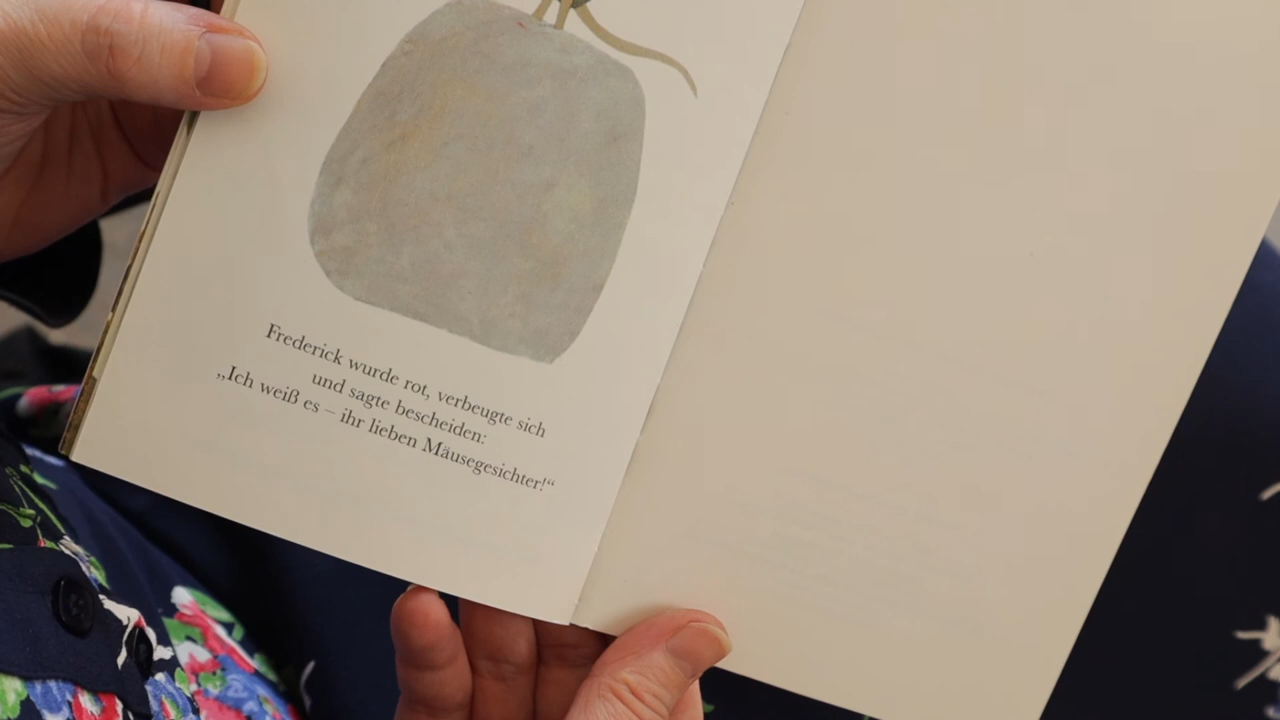 Frederick wurde rot, verbeugte sich
und sagte bescheiden:
„Ich weiß es – ihr lieben Mäusegesichter!“